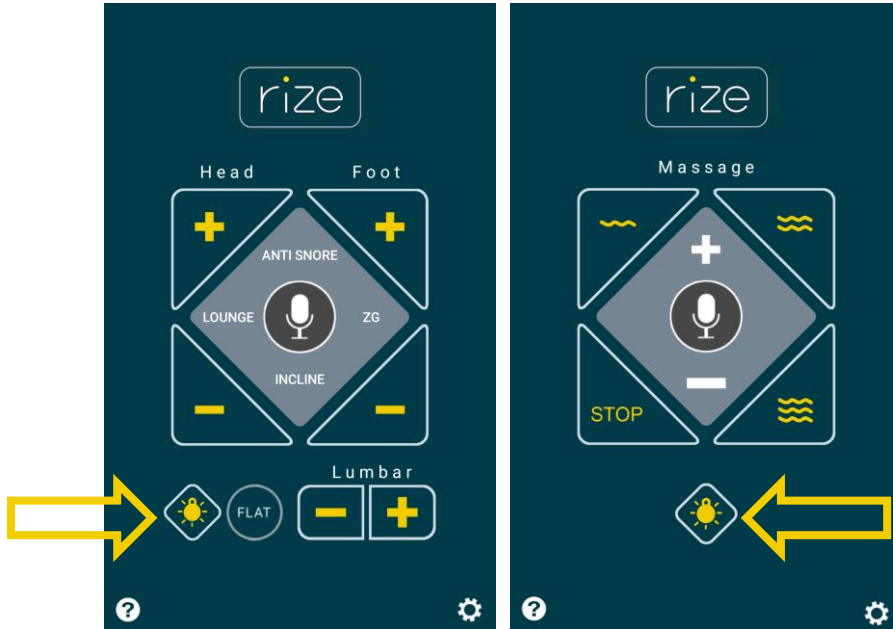 rize
Head Foot
ANTI SNORE
LOUNGE ZG
INCLINE
Lumbar
FLAT
?
rize
Massage
STOP
?